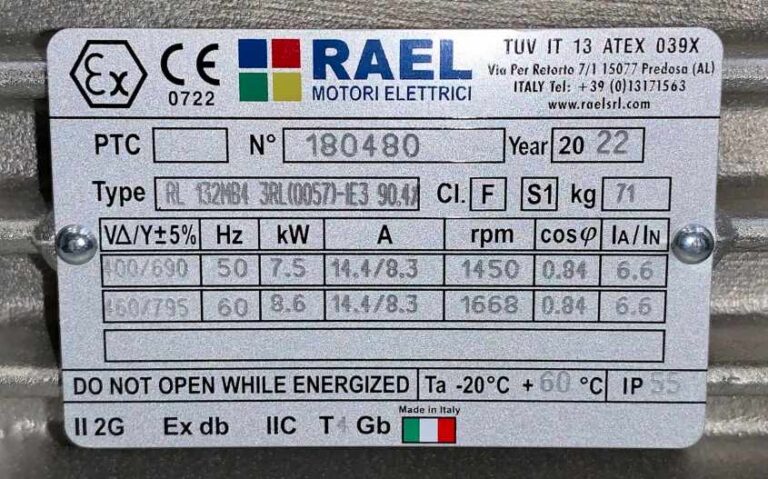 Ex CE 0722 RAEL MOTORI ELETTRICI
TUV IT 13 ATEX 039X
Via Per Retorto 7/1 15077 Predosa (AL)
ITALY Tel: +39 (0)13171563
www.raelsrl.com
PTC N° 180480 Year 20 22
Type RL 132MB4 3RL(0057)-IE3 Cl. F S1 kg 71
VΔ/Y±5% Hz kW A rpm cosφ IA/IN
400/690 50 7.5 14.4/8.3 1450 0.84 6.6
460/795 60 8.6 14.4/8.3 1668 0.84 6.6
DO NOT OPEN WHILE ENERGIZED Ta -20°C +60 °C IP 55
II 2G Ex db IIC T4 Gb Made in Italy